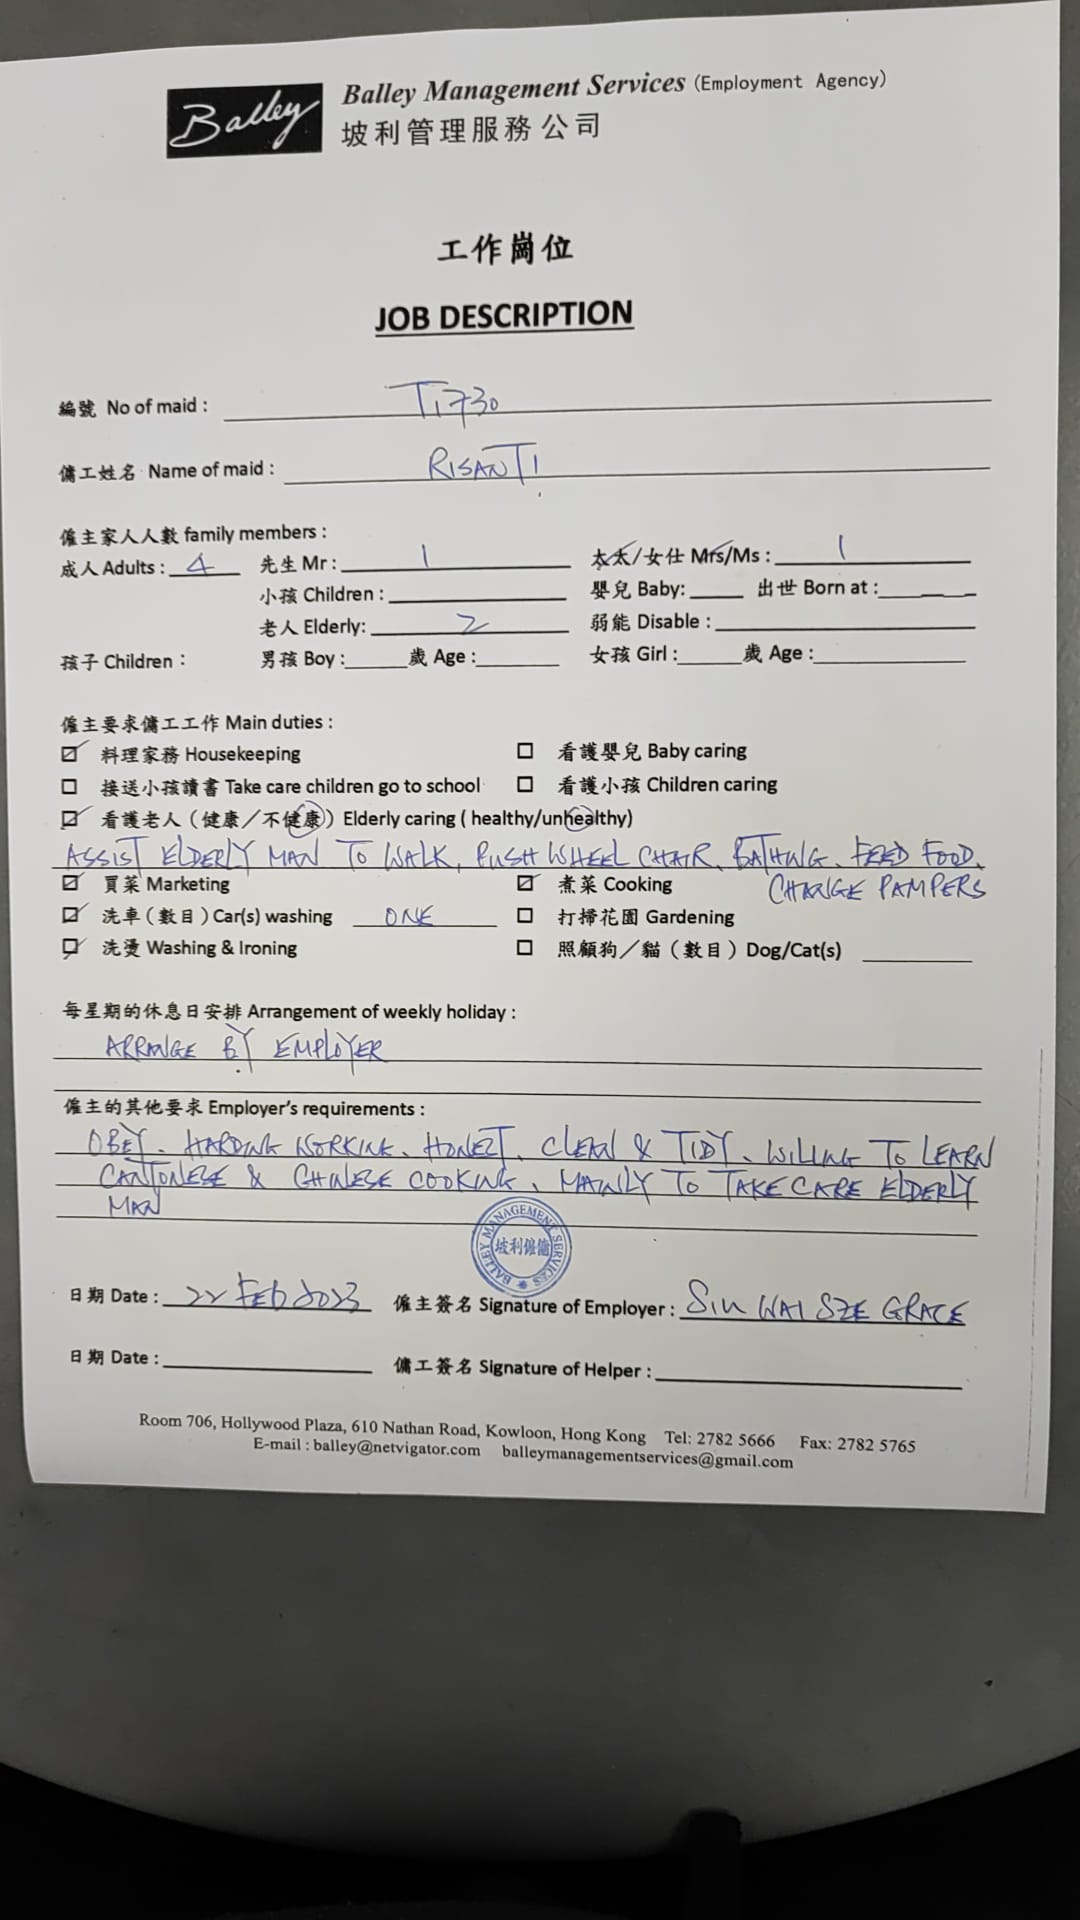 Balley
Balley Management Services (Employment Agency)
坡利管理服務公司
工作崗位
JOB DESCRIPTION
編號 No of maid : Ti730
傭工姓名 Name of maid : RISANTI
僱主家人人數 family members :
成人 Adults : 4 先生 Mr : 1 太太/女仕 Mrs/Ms : 1
小孩 Children : 嬰兒 Baby: 出世 Born at :
老人 Elderly: 2 弱能 Disable :
孩子 Children : 男孩 Boy : 歲 Age : 女孩 Girl : 歲 Age :
僱主要求傭工工作 Main duties :
☑ 料理家務 Housekeeping ☐ 看護嬰兒 Baby caring
☐ 接送小孩讀書 Take care children go to school ☐ 看護小孩 Children caring
☑ 看護老人（健康／不健康）Elderly caring ( healthy/unhealthy)
ASSIST ELDERLY MAN TO WALK, PUSH WHEEL CHAIR, BATHING, FEED FOOD,
CHANGE PAMPERS
☑ 買菜 Marketing ☑ 煮菜 Cooking
☑ 洗車（數目）Car(s) washing ONE ☐ 打掃花園 Gardening
☑ 洗燙 Washing & Ironing ☐ 照顧狗／貓（數目）Dog/Cat(s)
每星期的休息日安排 Arrangement of weekly holiday :
ARRANGE BY EMPLOYER
僱主的其他要求 Employer's requirements :
OBEY, HARDING WORKING, HONEST, CLEAN & TIDY, WILLING TO LEARN
CANTONESE & CHINESE COOKING, MAINLY TO TAKE CARE ELDERLY
MAN
BALLEY MANAGEMENT SERVICES
坡利僱傭
日期 Date : 22 FEB 2023 僱主簽名 Signature of Employer : SIU WAI SZE GRACE
日期 Date : 傭工簽名 Signature of Helper :
Room 706, Hollywood Plaza, 610 Nathan Road, Kowloon, Hong Kong Tel: 2782 5666 Fax: 2782 5765
E-mail : balley@netvigator.com balleymanagementservices@gmail.com